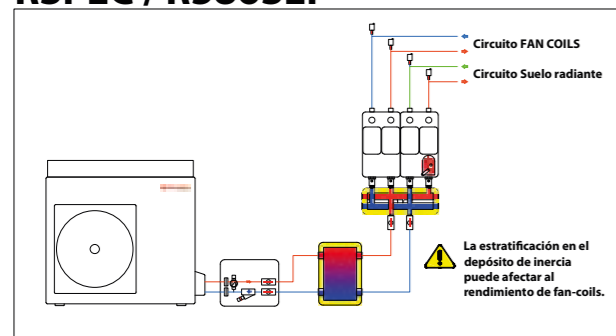 Circuito FAN COILS
Circuito Suelo radiante
La estratificación en el
depósito de inercia
puede afectar al
rendimiento de fan-coils.